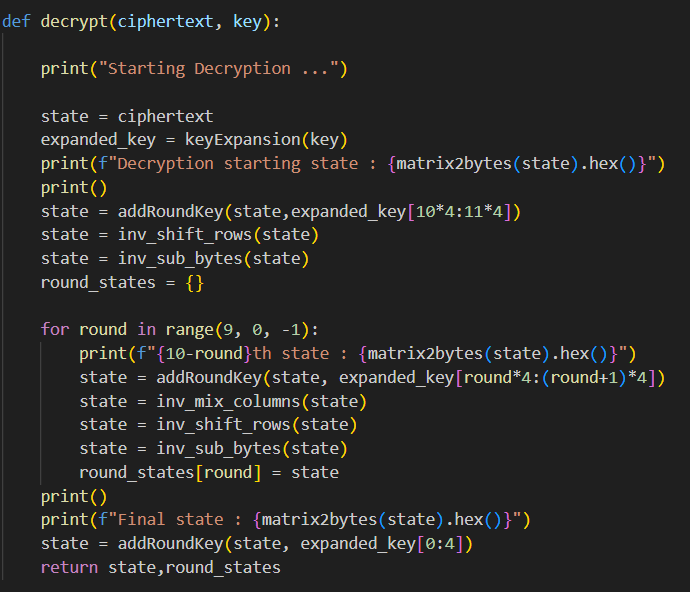 def decrypt(ciphertext, key):
print("Starting Decryption ...")
state = ciphertext
expanded_key = keyExpansion(key)
print(f"Decryption starting state : {matrix2bytes(state).hex()}")
print()
state = addRoundKey(state,expanded_key[10*4:11*4])
state = inv_shift_rows(state)
state = inv_sub_bytes(state)
round_states = {}
for round in range(9, 0, -1):
print(f"{10-round}th state : {matrix2bytes(state).hex()}")
state = addRoundKey(state, expanded_key[round*4:(round+1)*4])
state = inv_mix_columns(state)
state = inv_shift_rows(state)
state = inv_sub_bytes(state)
round_states[round] = state
print()
print(f"Final state : {matrix2bytes(state).hex()}")
state = addRoundKey(state, expanded_key[0:4])
return state,round_states